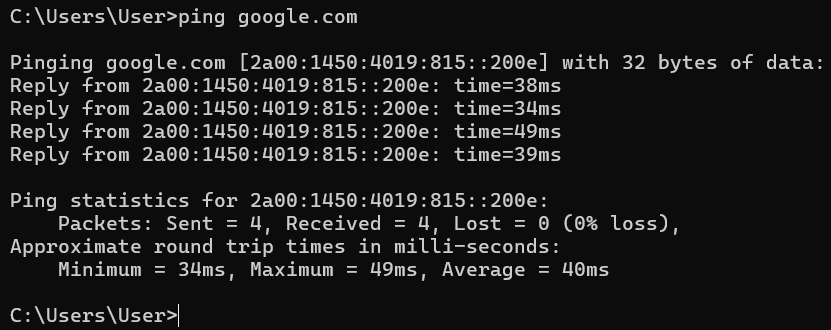 C:\Users\User>ping google.com
Pinging google.com [2a00:1450:4019:815::200e] with 32 bytes of data:
Reply from 2a00:1450:4019:815::200e: time=38ms
Reply from 2a00:1450:4019:815::200e: time=34ms
Reply from 2a00:1450:4019:815::200e: time=49ms
Reply from 2a00:1450:4019:815::200e: time=39ms
Ping statistics for 2a00:1450:4019:815::200e:
    Packets: Sent = 4, Received = 4, Lost = 0 (0% loss),
Approximate round trip times in milli-seconds:
    Minimum = 34ms, Maximum = 49ms, Average = 40ms
C:\Users\User>